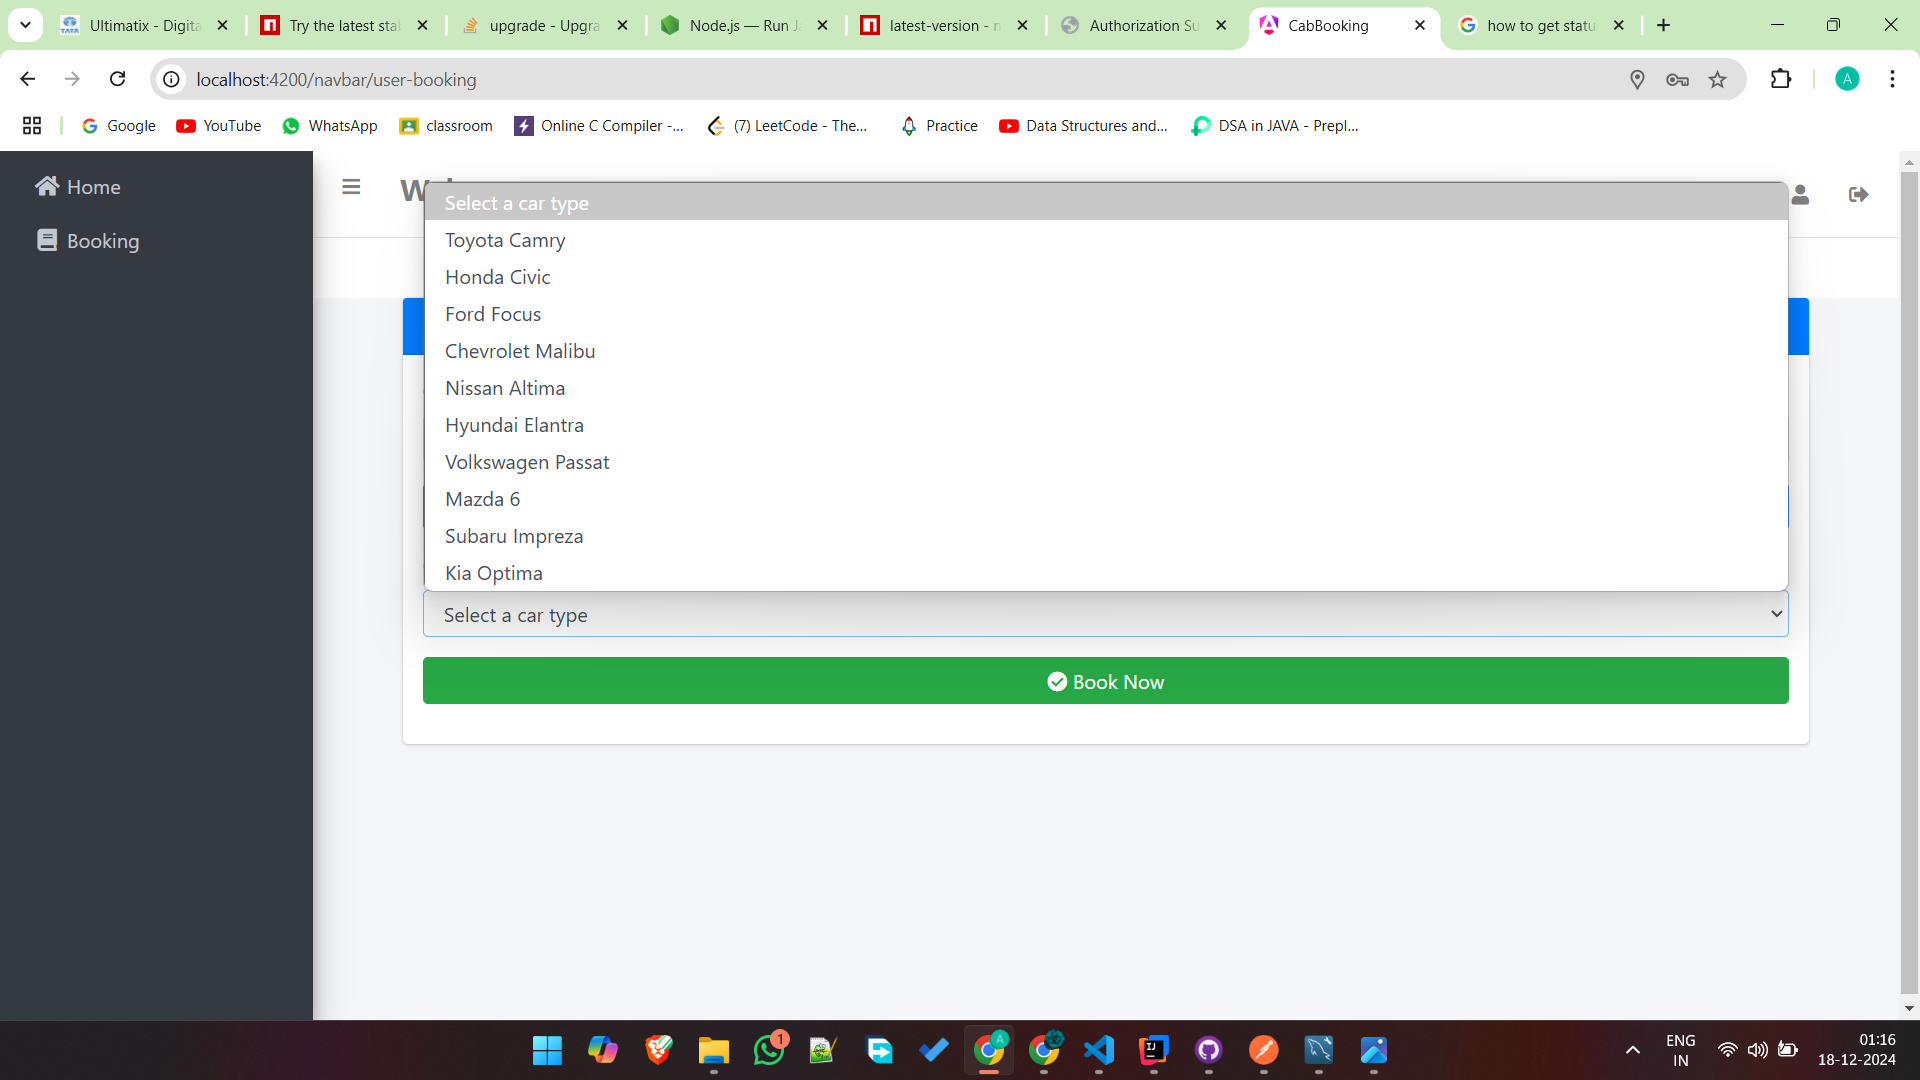 Ultimatix - Digita
Try the latest stal
upgrade - Upgra
Node.js — Run Ja
latest-version - n
Authorization Su
CabBooking
how to get statu
localhost:4200/navbar/user-booking
A
Google
YouTube
WhatsApp
classroom
Online C Compiler -...
(7) LeetCode - The...
Practice
Data Structures and...
DSA in JAVA - Prepl...
Home
Booking
Select a car type
Toyota Camry
Honda Civic
Ford Focus
Chevrolet Malibu
Nissan Altima
Hyundai Elantra
Volkswagen Passat
Mazda 6
Subaru Impreza
Kia Optima
Select a car type
Book Now
1
A
ENG
IN
01:16
18-12-2024